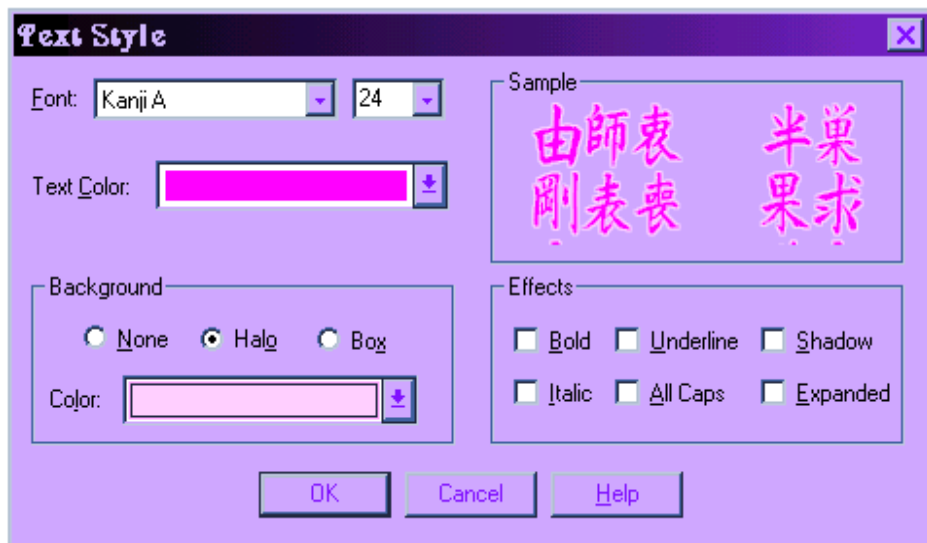 Text Style
Font: Kanji A 24
Text Color:
Sample
由師衷 半巣
剛表喪 果求
Background
None Halo Box
Color:
Effects
Bold Underline Shadow
Italic All Caps Expanded
OK Cancel Help